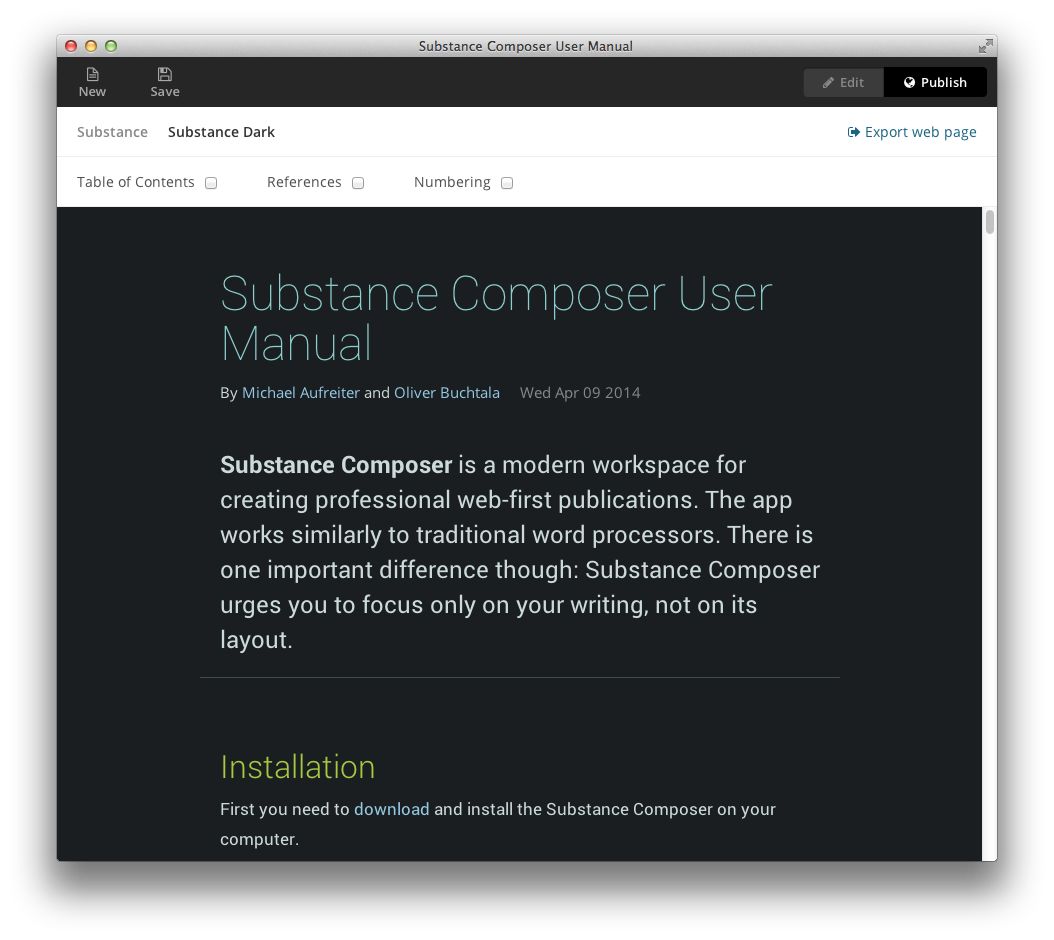 Substance Composer User Manual
New
Save
Edit
Publish
Substance
Substance Dark
Export web page
Table of Contents
References
Numbering
Substance Composer User
Manual
By Michael Aufreiter and Oliver Buchtala Wed Apr 09 2014
Substance Composer is a modern workspace for
creating professional web-first publications. The app
works similarly to traditional word processors. There is
one important difference though: Substance Composer
urges you to focus only on your writing, not on its
layout.
Installation
First you need to download and install the Substance Composer on your
computer.